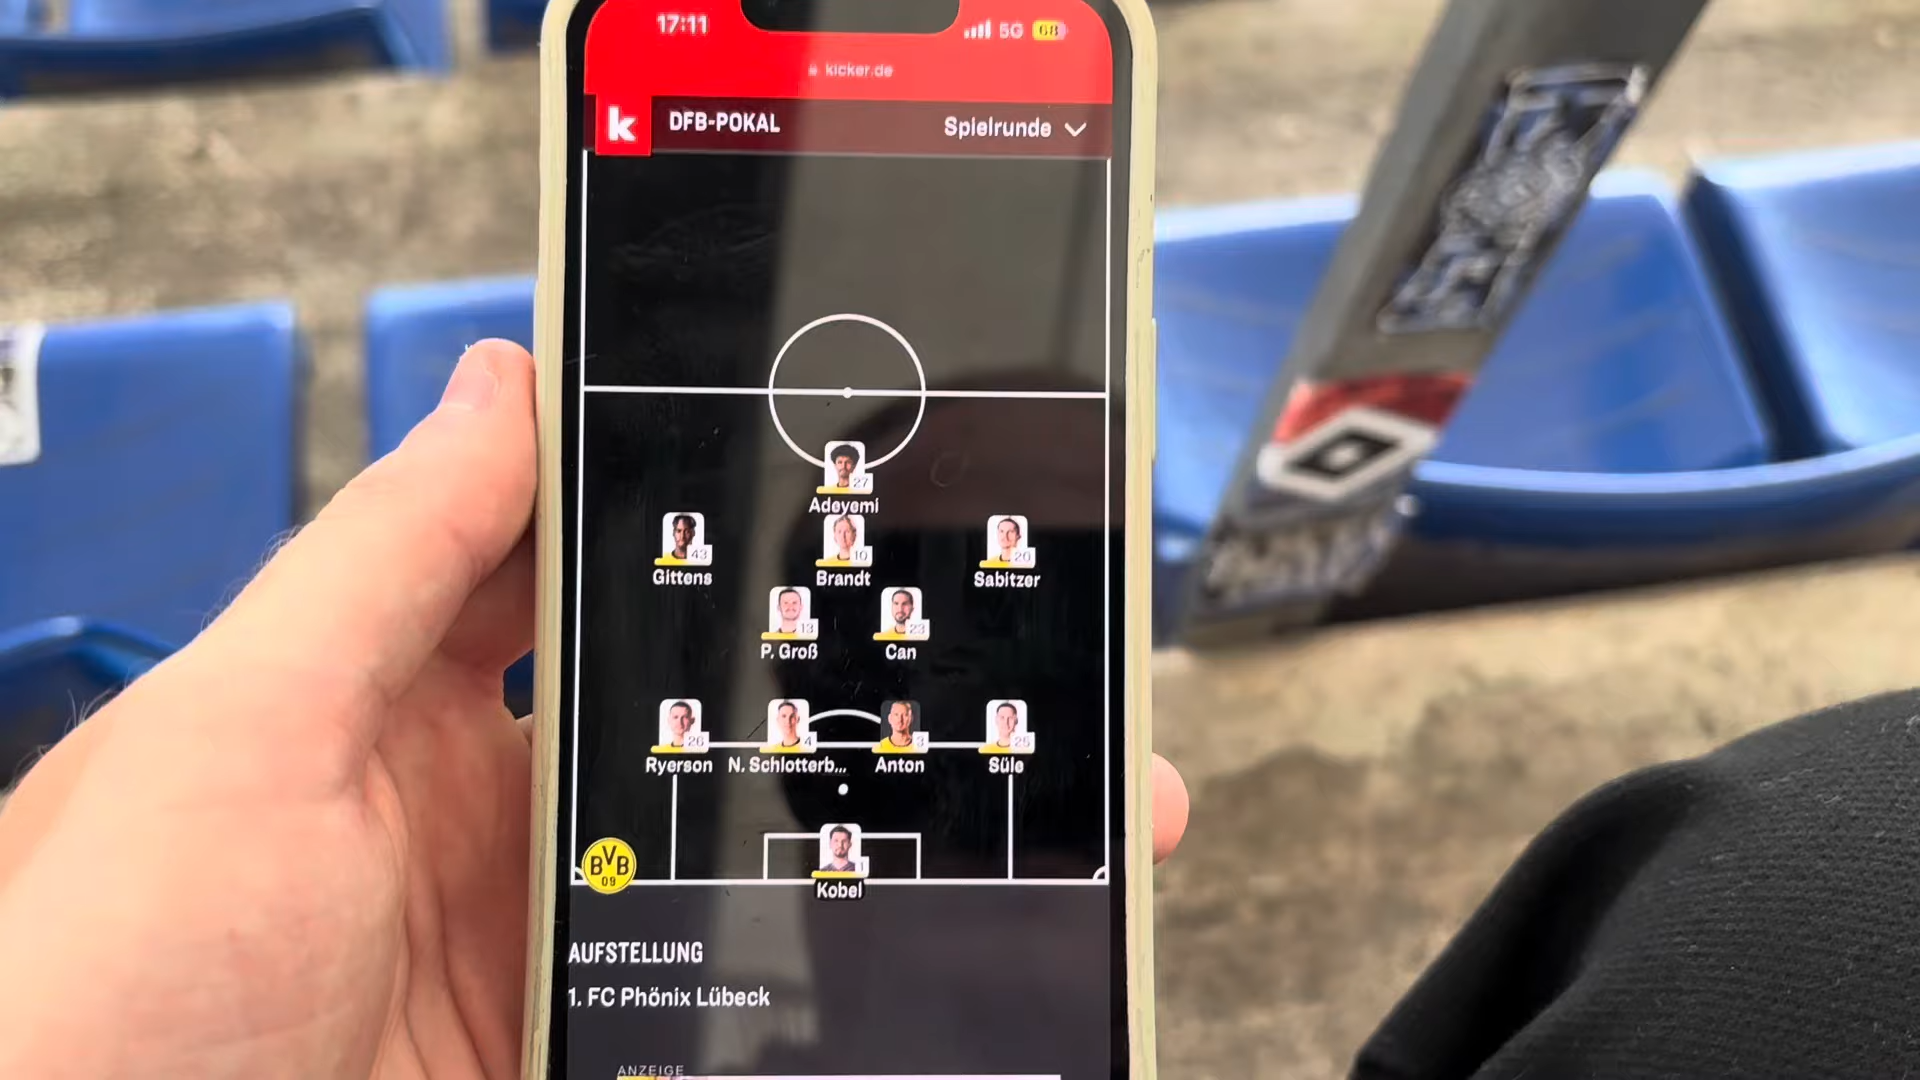 17:11
5G 68
kicker.de
k DFB-POKAL Spielrunde
27
Adeyemi
43 10 20
Gittens Brandt Sabitzer
13 23
P. Groß Can
26 4 3 25
Ryerson N. Schlotterb... Anton Süle
1
Kobel
BVB
09
AUFSTELLUNG
1. FC Phönix Lübeck
ANZEIGE